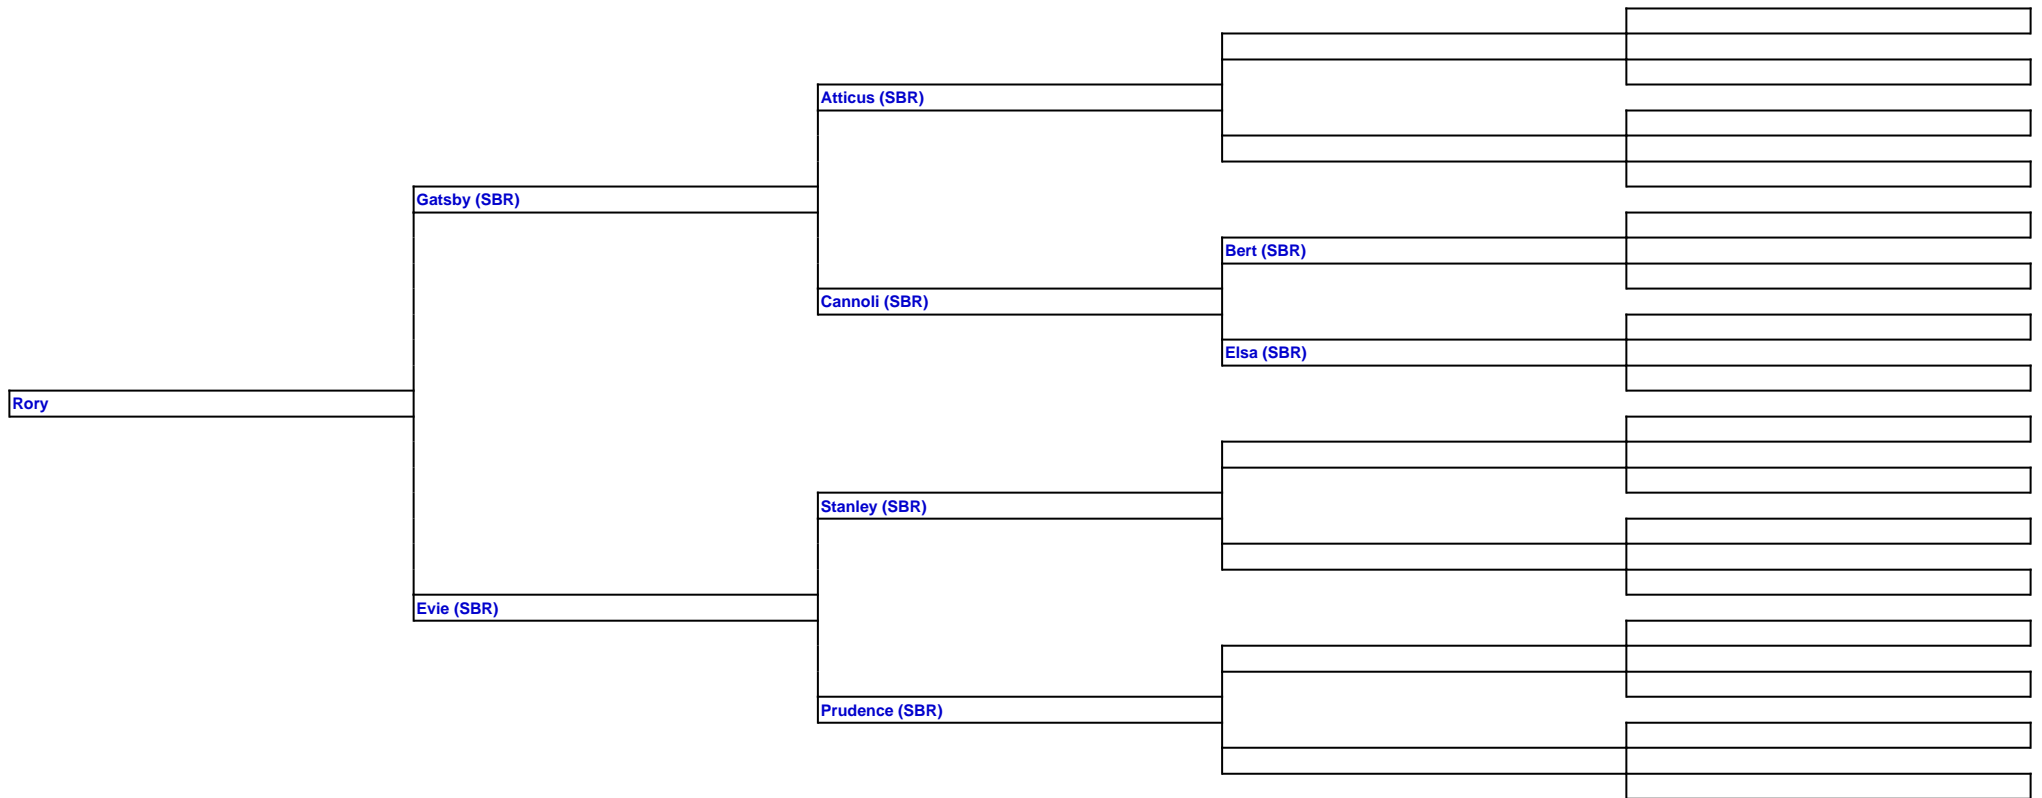 Atticus (SBR)
Gatsby (SBR)
Bert (SBR)
Cannoli (SBR)
Elsa (SBR)
Rory
Stanley (SBR)
Evie (SBR)
Prudence (SBR)